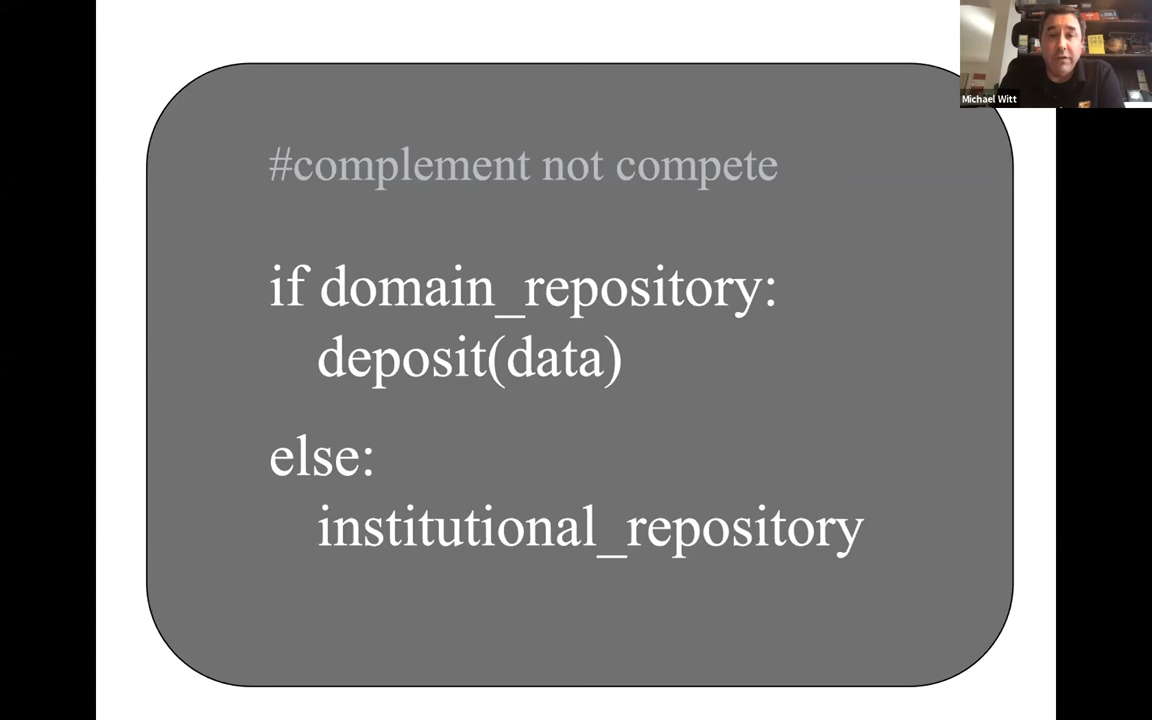 Michael Witt
#complement not compete
if domain_repository:
deposit(data)
else:
institutional_repository